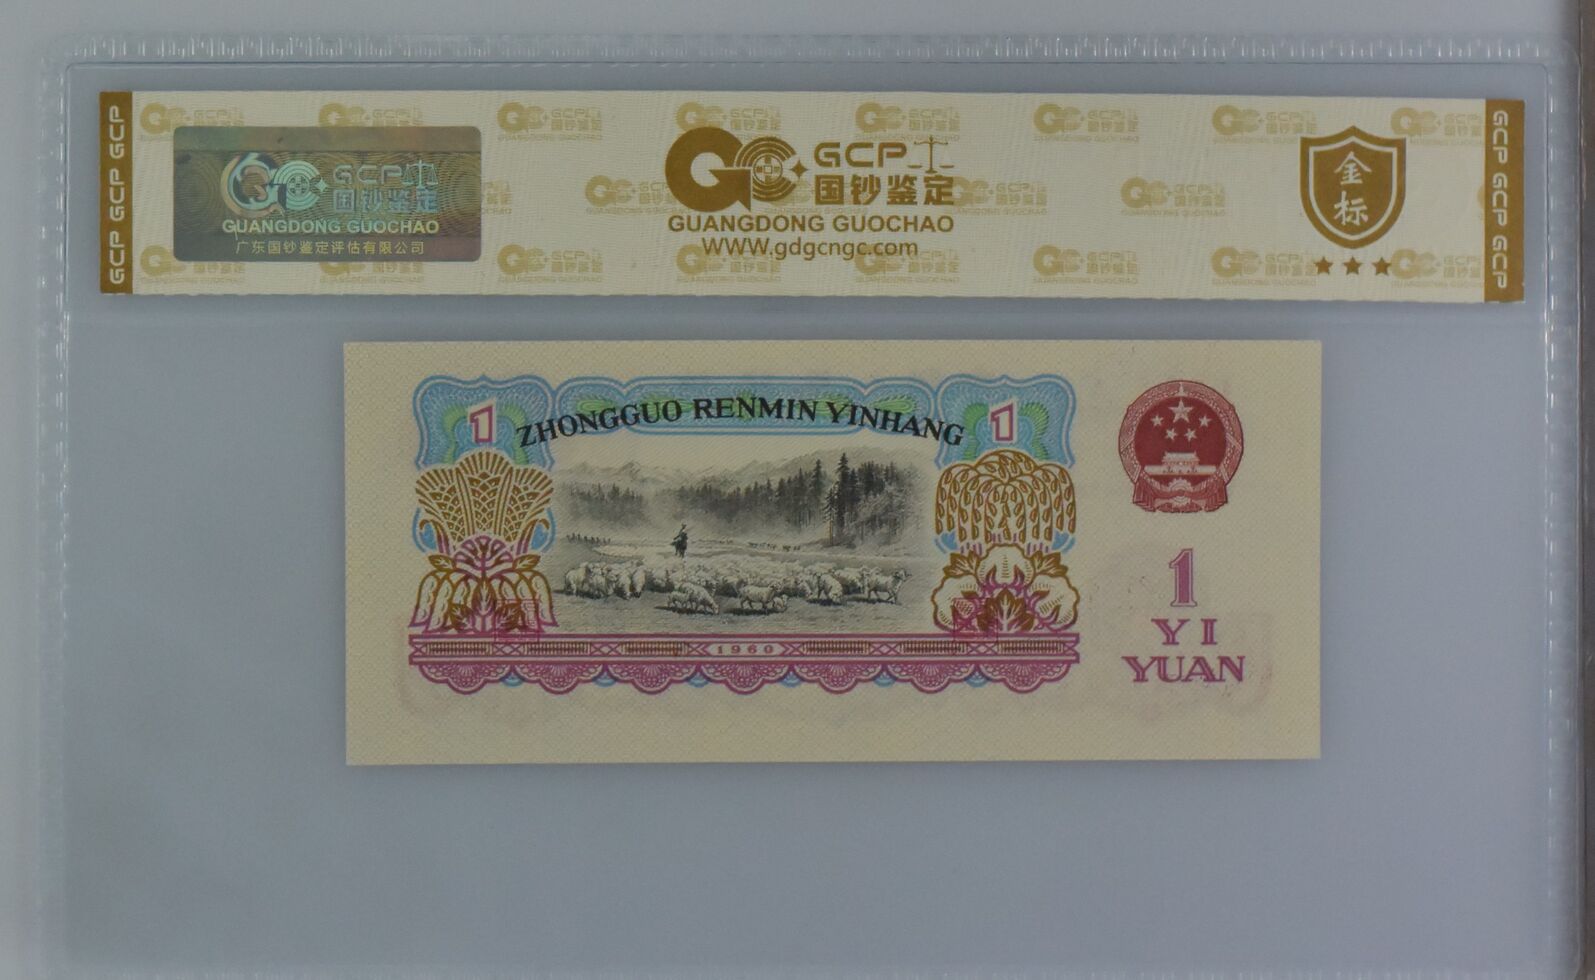 GCP GCP GCP
GCP
国钞鉴定
GUANGDONG GUOCHAO
广东国钞鉴定评估有限公司
GCP
国钞鉴定
GUANGDONG GUOCHAO
WWW.gdgcngc.com
金标
GCP GCP GCP
ZHONGGUO RENMIN YINHANG
1
1
1960
1
YI
YUAN